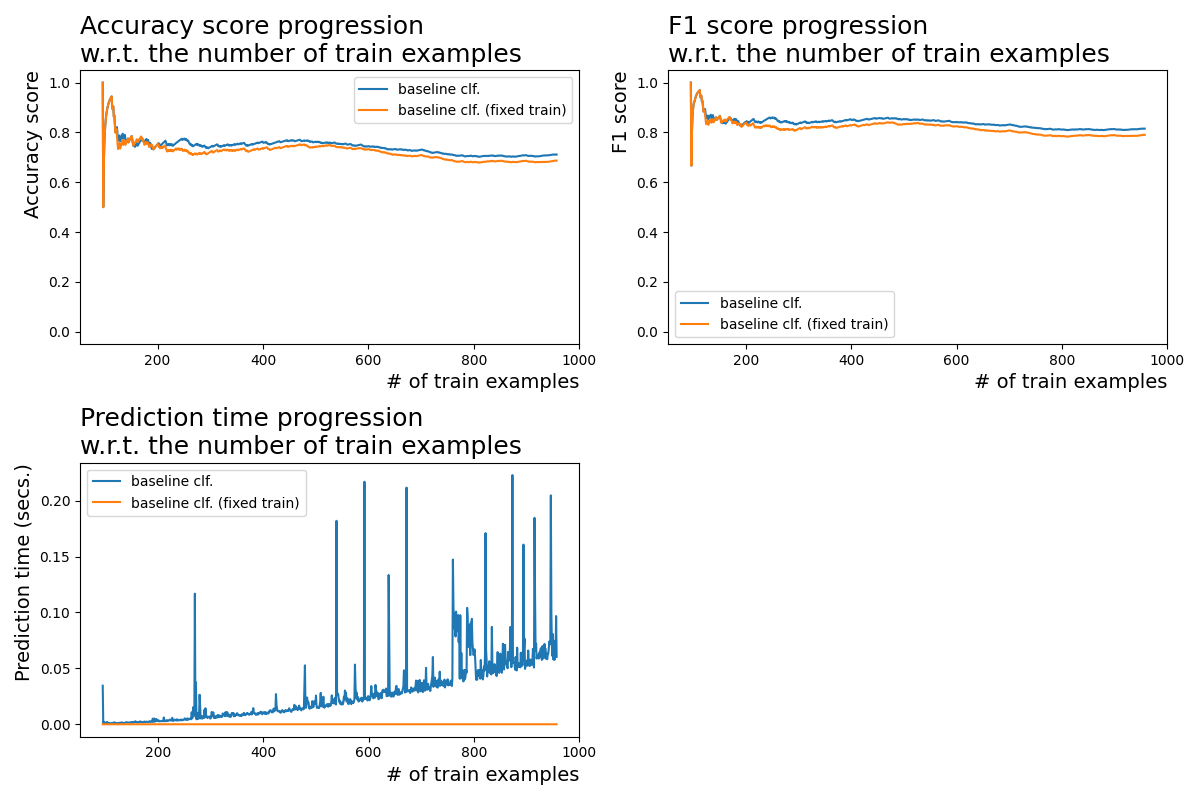 Accuracy score progression
w.r.t. the number of train examples
Accuracy score
1.0
0.8
0.6
0.4
0.2
0.0
baseline clf.
baseline clf. (fixed train)
200
400
600
800
1000
# of train examples
F1 score progression
w.r.t. the number of train examples
F1 score
1.0
0.8
0.6
0.4
0.2
0.0
baseline clf.
baseline clf. (fixed train)
200
400
600
800
1000
# of train examples
Prediction time progression
w.r.t. the number of train examples
Prediction time (secs.)
0.20
0.15
0.10
0.05
0.00
baseline clf.
baseline clf. (fixed train)
200
400
600
800
1000
# of train examples